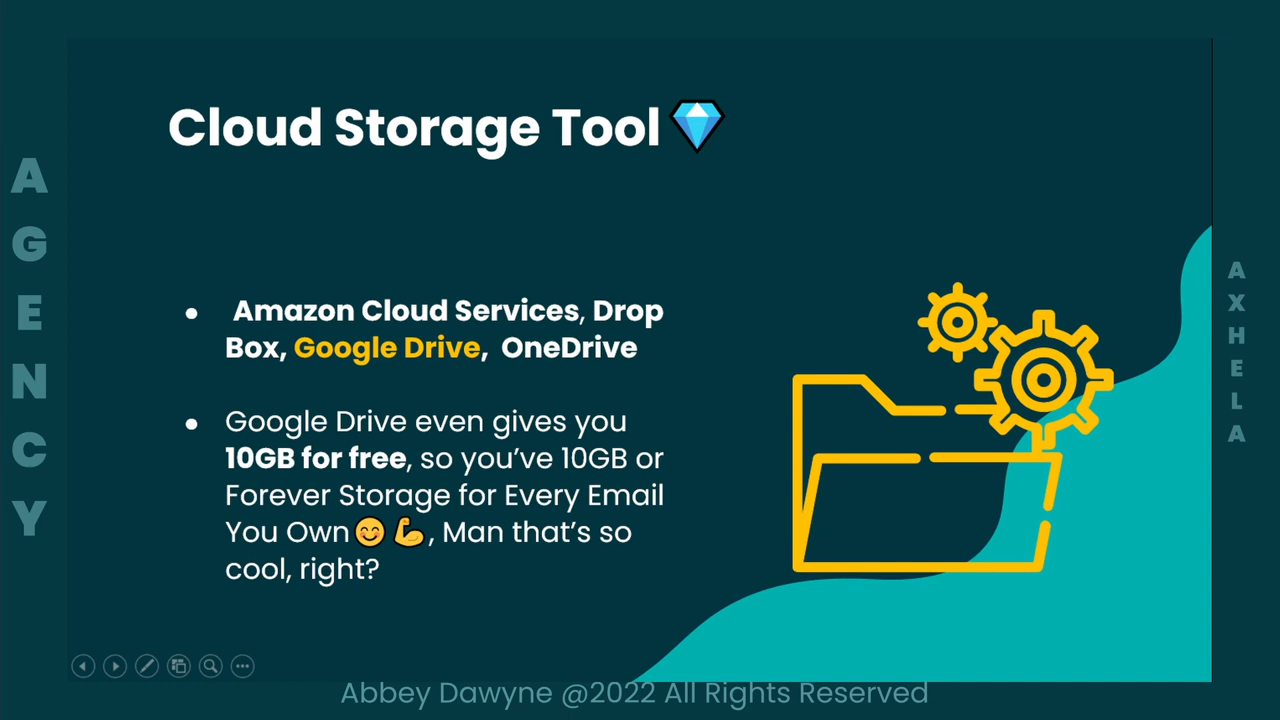 Cloud Storage Tool 💎
● Amazon Cloud Services, Drop
Box, Google Drive, OneDrive
● Google Drive even gives you
10GB for free, so you’ve 10GB or
Forever Storage for Every Email
You Own😊 💪, Man that’s so
cool, right?
AGENCY
AXHELA
Abbey Dawyne @2022 All Rights Reserved